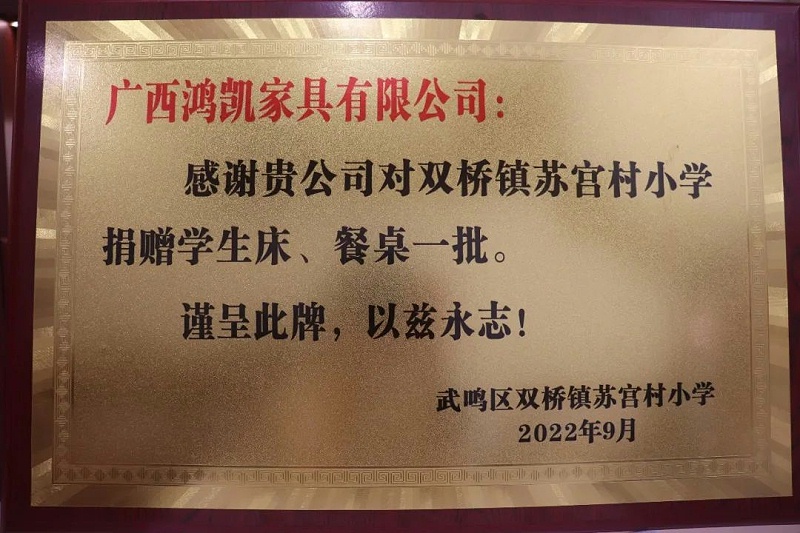 广西鸿凯家具有限公司：
感谢贵公司对双桥镇苏宫村小学
捐赠学生床、餐桌一批。
谨呈此牌，以兹永志！
武鸣区双桥镇苏宫村小学
2022年9月